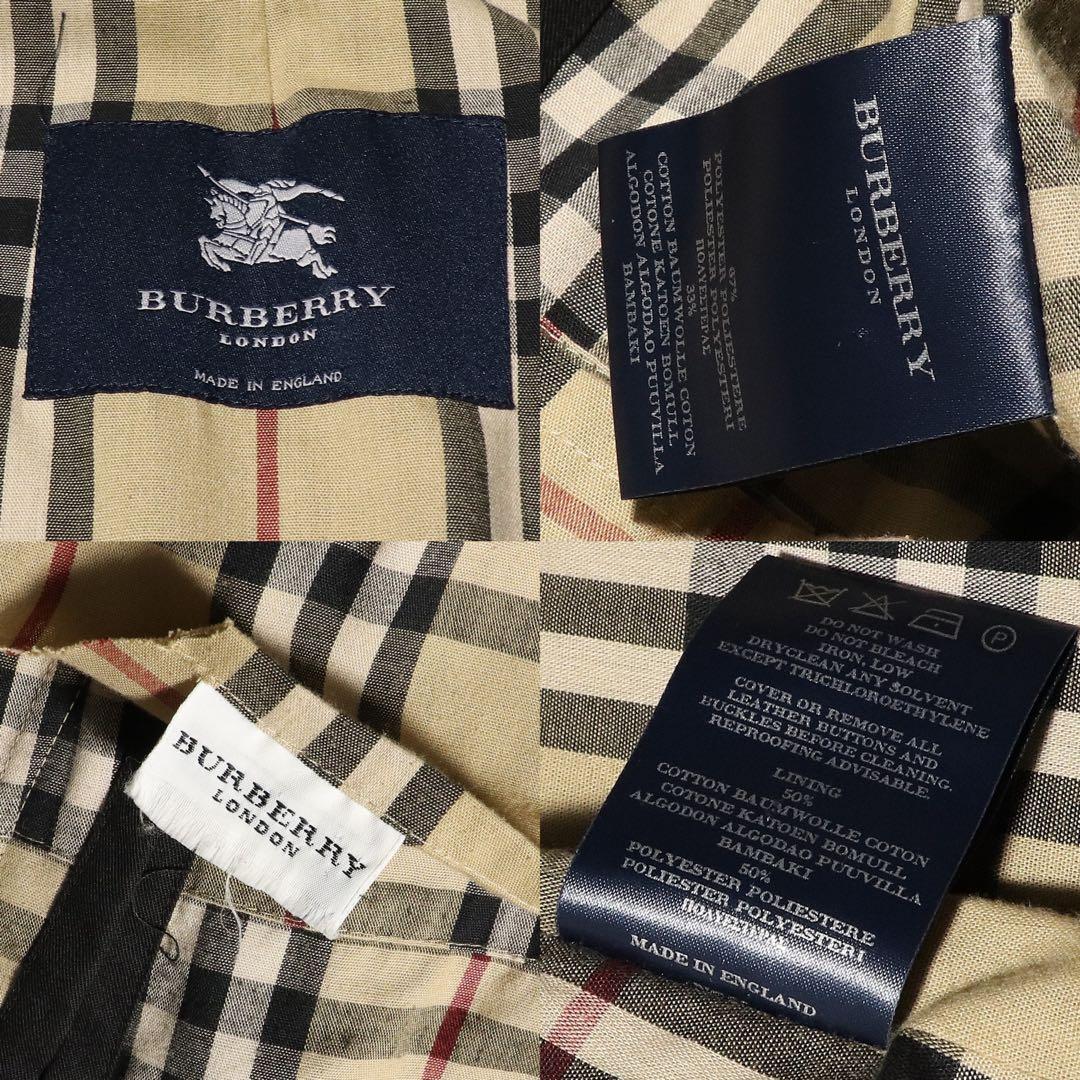 BURBERRY
LONDON
MADE IN ENGLAND
BURBERRY
LONDON
67%
POLYESTER POLIESTERE
POLIESTER POLYESTERI
ΠΟΛΥΕΣΤΕΡ
33%
COTTON BAUMWOLLE COTON
COTONE KATOEN BOMULL
ALGODON ALGODAO PUUVILLA
BAMBAKI
BURBERRY
LONDON
P
DO NOT WASH
DO NOT BLEACH
IRON, LOW
DRYCLEAN ANY SOLVENT
EXCEPT TRICHLOROETHYLENE
COVER OR REMOVE ALL
LEATHER BUTTONS AND
BUCKLES BEFORE CLEANING.
REPROOFING ADVISABLE.
LINING
50%
COTTON BAUMWOLLE COTON
COTONE KATOEN BOMULL
ALGODON ALGODAO PUUVILLA
BAMBAKI
50%
POLYESTER POLIESTERE
POLIESTER POLYESTERI
MADE IN ENGLAND